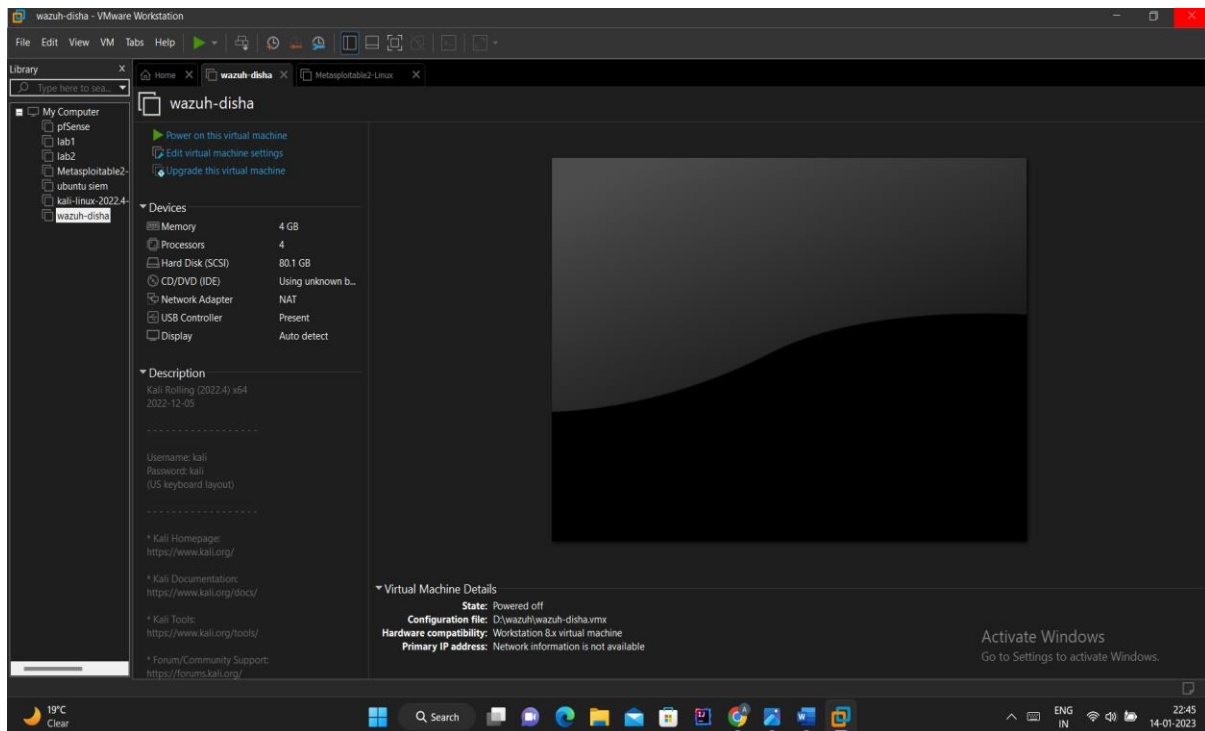 wazuh-disha - VMware Workstation
File Edit View VM Tabs Help
Library X
Type here to sea...
My Computer
pfSense
lab1
lab2
Metasploitable2-
ubuntu siem
kali-linux-2022.4-
wazuh-disha
Home X wazuh-disha X Metasploitable2-Linux X
wazuh-disha
Power on this virtual machine
Edit virtual machine settings
Upgrade this virtual machine
Devices
Memory 4 GB
Processors 4
Hard Disk (SCSI) 80.1 GB
CD/DVD (IDE) Using unknown b...
Network Adapter NAT
USB Controller Present
Display Auto detect
Description
Kali Rolling (2022.4) x64
2022-12-05
- - - - - - - - - - - - - - - - - -
Username: kali
Password: kali
(US keyboard layout)
- - - - - - - - - - - - - - - - - -
* Kali Homepage:
https://www.kali.org/
* Kali Documentation:
https://www.kali.org/docs/
* Kali Tools:
https://www.kali.org/tools/
* Forum/Community Support:
https://forums.kali.org/
Virtual Machine Details
State: Powered off
Configuration file: D:\wazuh\wazuh-disha.vmx
Hardware compatibility: Workstation 8.x virtual machine
Primary IP address: Network information is not available
Activate Windows
Go to Settings to activate Windows.
19°C
Clear
Search
ENG
IN
22:45
14-01-2023